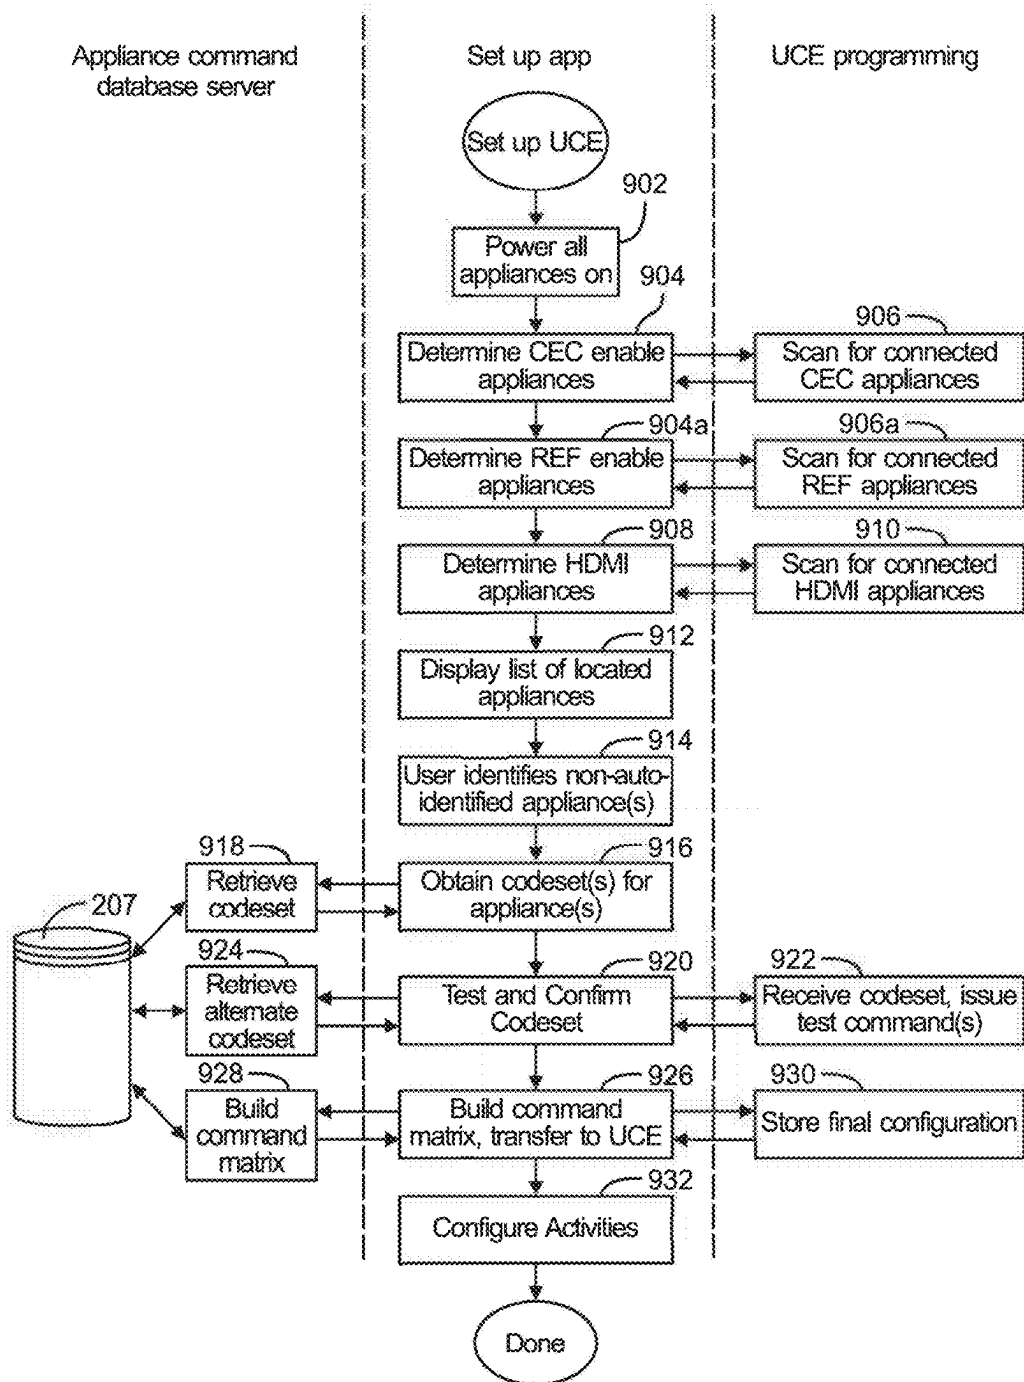 Appliance command
database server
Set up app
UCE programming
Set up UCE
902
Power all
appliances on
904
Determine CEC enable
appliances
906
Scan for connected
CEC appliances
904a
Determine REF enable
appliances
906a
Scan for connected
REF appliances
908
Determine HDMI
appliances
910
Scan for connected
HDMI appliances
912
Display list of located
appliances
914
User identifies non-auto-
identified appliance(s)
916
Obtain codeset(s) for
appliance(s)
918
Retrieve
codeset
207
920
Test and Confirm
Codeset
922
Receive codeset, issue
test command(s)
924
Retrieve
alternate
codeset
926
Build command
matrix, transfer to UCE
928
Build
command
matrix
930
Store final configuration
932
Configure Activities
Done